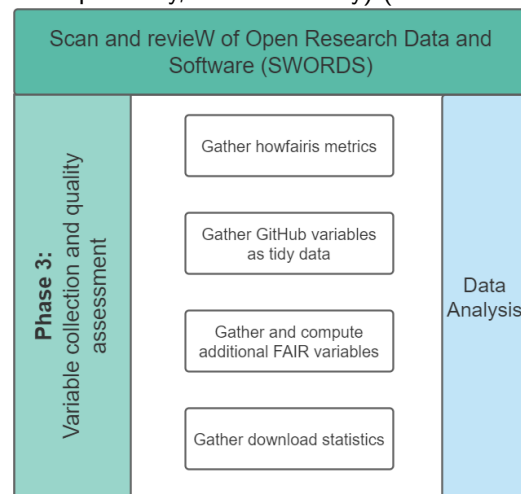 Scan and revieW of Open Research Data and
Software (SWORDS)
Phase 3:
Variable collection and quality
assessment
Gather howfairis metrics
Gather GitHub variables
as tidy data
Gather and compute
additional FAIR variables
Gather download statistics
Data
Analysis